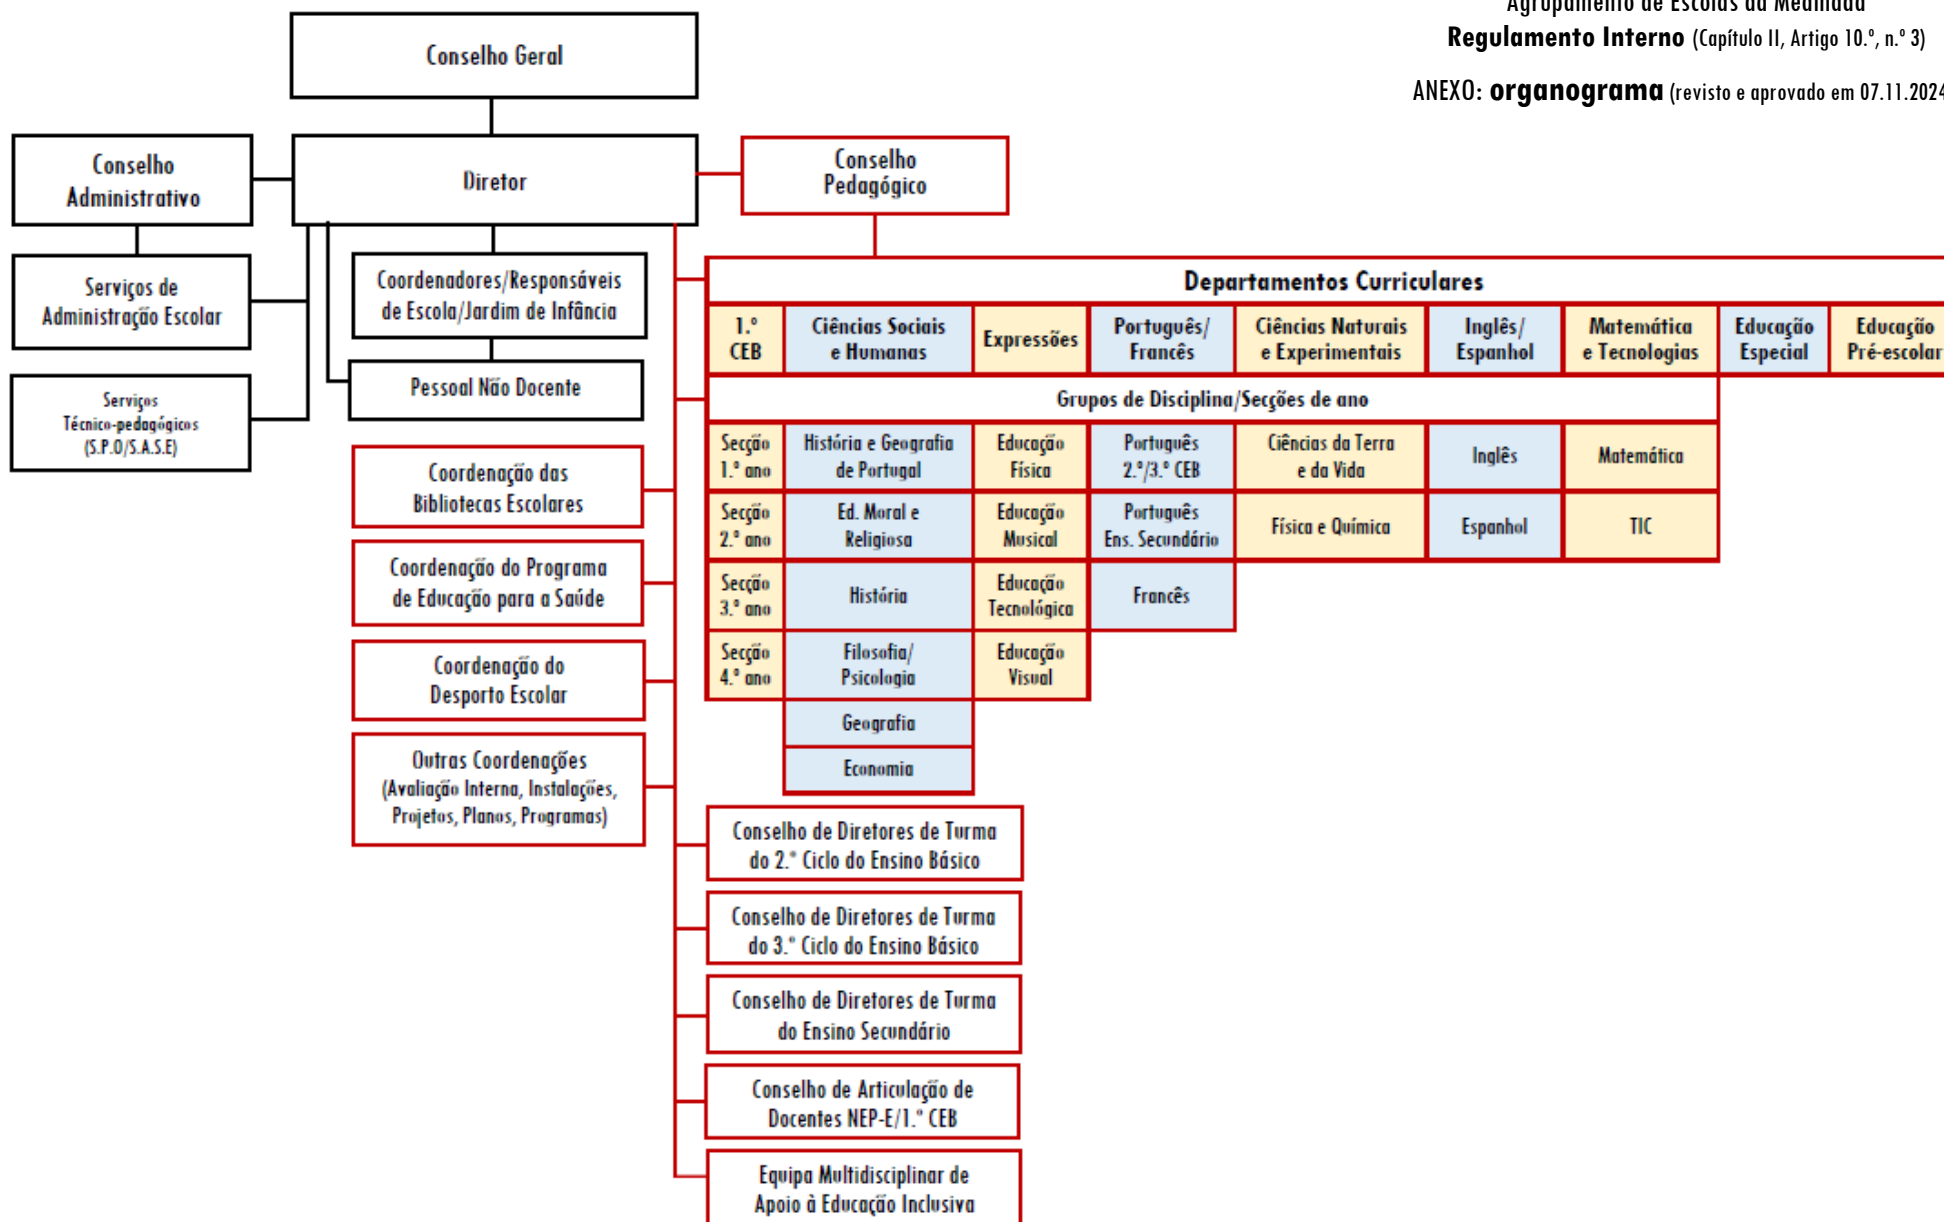 Agrupamento de Escolas da Mealhada
Regulamento Interno (Capítulo II, Artigo 10.º, n.º 3)
ANEXO: organograma (revisto e aprovado em 07.11.2024
Conselho Geral
Conselho
Administrativo
Diretor
Conselho
Pedagógico
Serviços de
Administração Escolar
Coordenadores/Responsáveis
de Escola/Jardim de Infância
Serviços
Técnico-pedagógicos
(S.P.O/S.A.S.E)
Pessoal Não Docente
Coordenação das
Bibliotecas Escolares
Coordenação do Programa
de Educação para a Saúde
Coordenação do
Desporto Escolar
Outras Coordenações
(Avaliação Interna, Instalações,
Projetos, Planos, Programas)
Departamentos Curriculares
1.º
CEB
Ciências Sociais
e Humanas
Expressões
Português/
Francês
Ciências Naturais
e Experimentais
Inglês/
Espanhol
Matemática
e Tecnologias
Educação
Especial
Educação
Pré-escolar
Grupos de Disciplina/Secções de ano
Secção
1.º ano
História e Geografia
de Portugal
Educação
Física
Português
2.º/3.º CEB
Ciências da Terra
e da Vida
Inglês
Matemática
Secção
2.º ano
Ed. Moral e
Religiosa
Educação
Musical
Português
Ens. Secundário
Física e Química
Espanhol
TIC
Secção
3.º ano
História
Educação
Tecnológica
Francês
Secção
4.º ano
Filosofia/
Psicologia
Educação
Visual
Geografia
Economia
Conselho de Diretores de Turma
do 2.º Ciclo do Ensino Básico
Conselho de Diretores de Turma
do 3.º Ciclo do Ensino Básico
Conselho de Diretores de Turma
do Ensino Secundário
Conselho de Articulação de
Docentes NEP-E/1.º CEB
Equipa Multidisciplinar de
Apoio à Educação Inclusiva